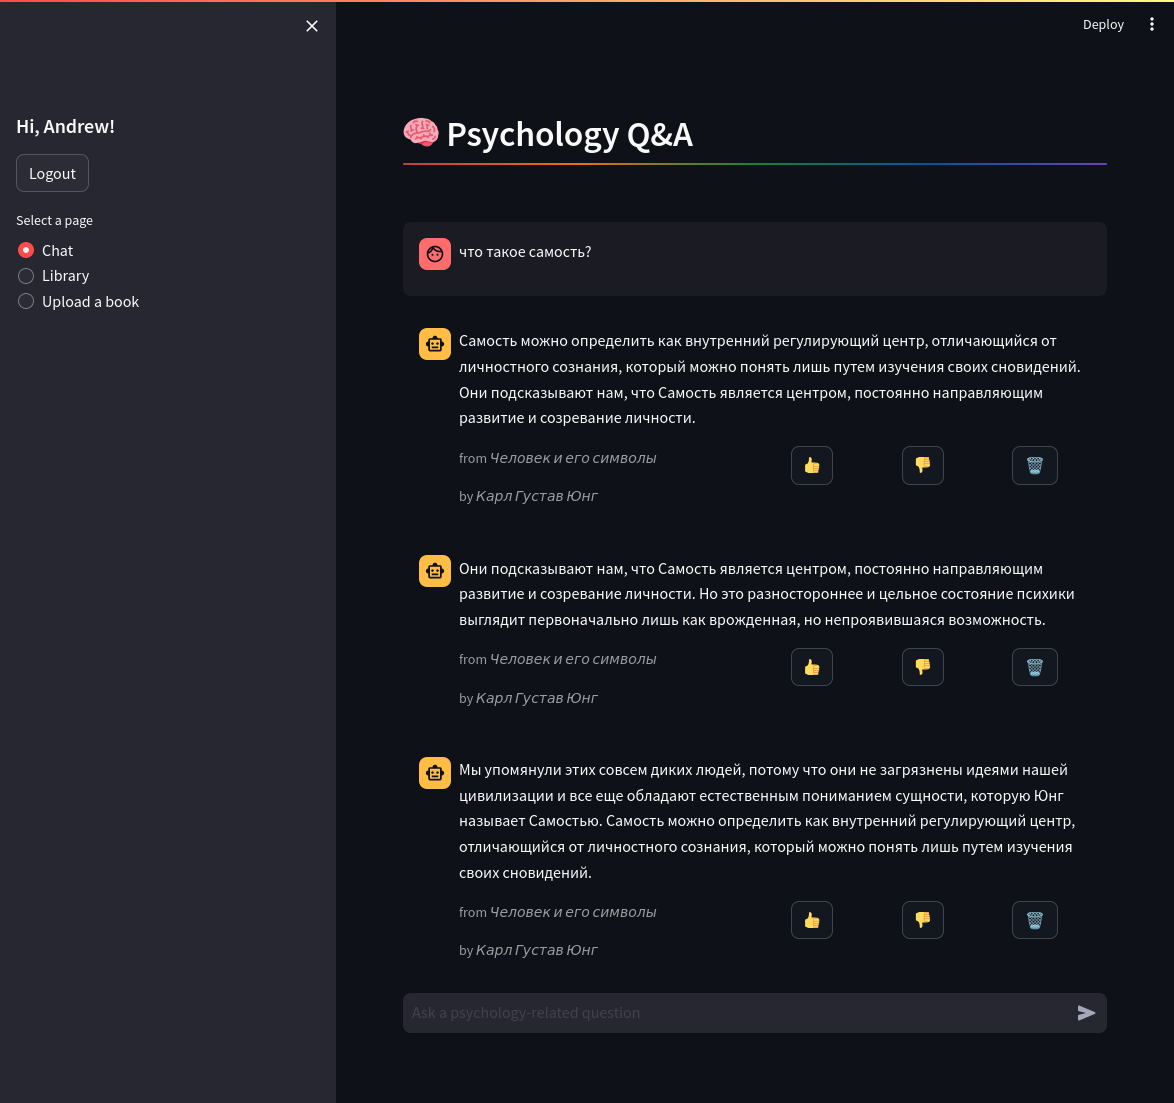 Deploy
Hi, Andrew!
Logout
Select a page
Chat
Library
Upload a book
Psychology Q&A
что такое самость?
Самость можно определить как внутренний регулирующий центр, отличающийся от
личностного сознания, который можно понять лишь путем изучения своих сновидений.
Они подсказывают нам, что Самость является центром, постоянно направляющим
развитие и созревание личности.
from Человек и его символы
by Карл Густав Юнг
Они подсказывают нам, что Самость является центром, постоянно направляющим
развитие и созревание личности. Но это разностороннее и цельное состояние психики
выглядит первоначально лишь как врожденная, но непроявившаяся возможность.
from Человек и его символы
by Карл Густав Юнг
Мы упомянули этих совсем диких людей, потому что они не загрязнены идеями нашей
цивилизации и все еще обладают естественным пониманием сущности, которую Юнг
называет Самостью. Самость можно определить как внутренний регулирующий центр,
отличающийся от личностного сознания, который можно понять лишь путем изучения
своих сновидений.
from Человек и его символы
by Карл Густав Юнг
Ask a psychology-related question